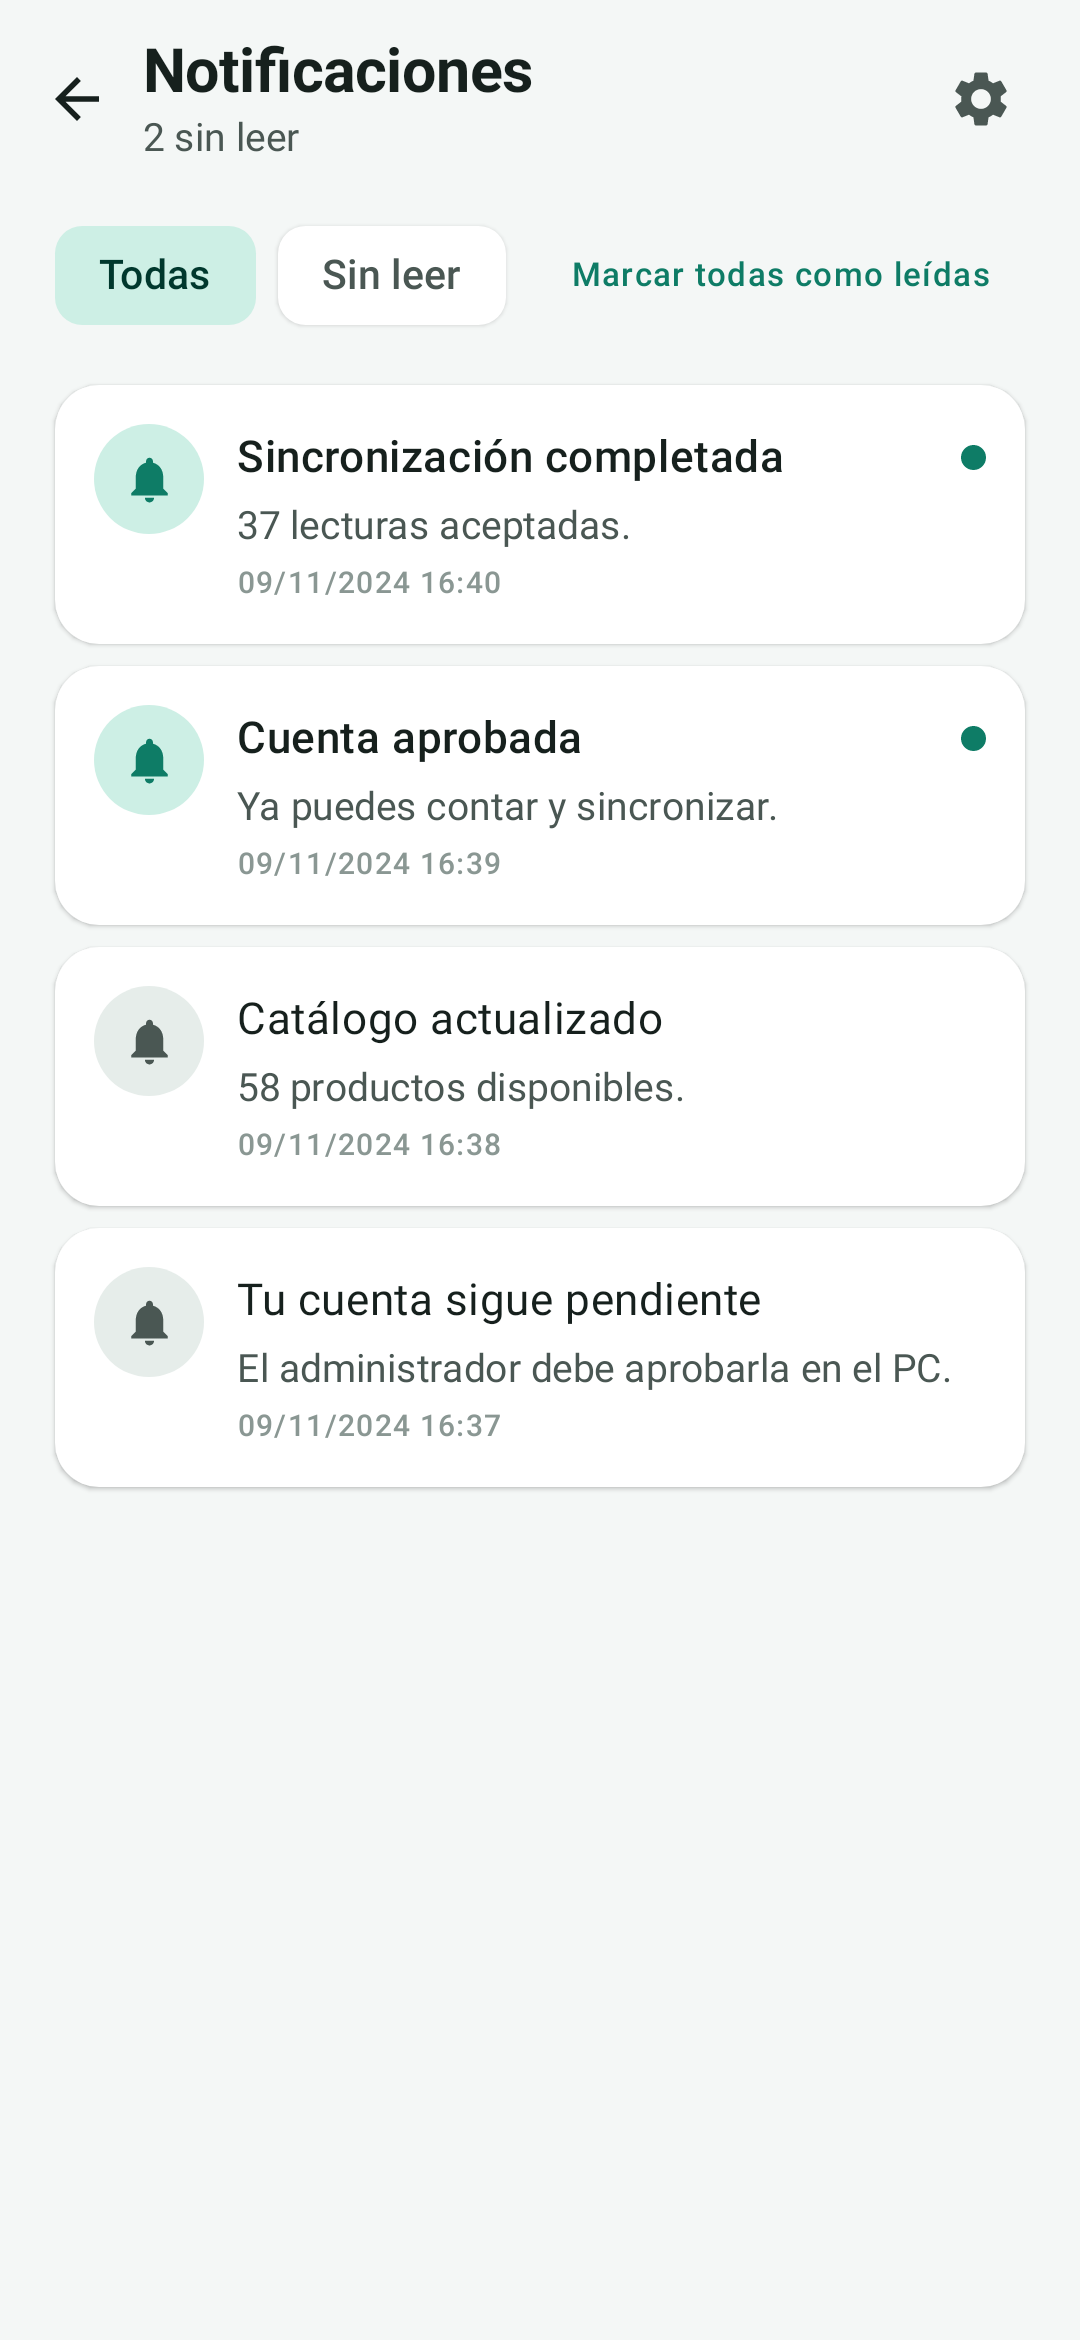 Notificaciones
2 sin leer
Todas
Sin leer
Marcar todas como leídas
Sincronización completada
37 lecturas aceptadas.
09/11/2024 16:40
Cuenta aprobada
Ya puedes contar y sincronizar.
09/11/2024 16:39
Catálogo actualizado
58 productos disponibles.
09/11/2024 16:38
Tu cuenta sigue pendiente
El administrador debe aprobarla en el PC.
09/11/2024 16:37